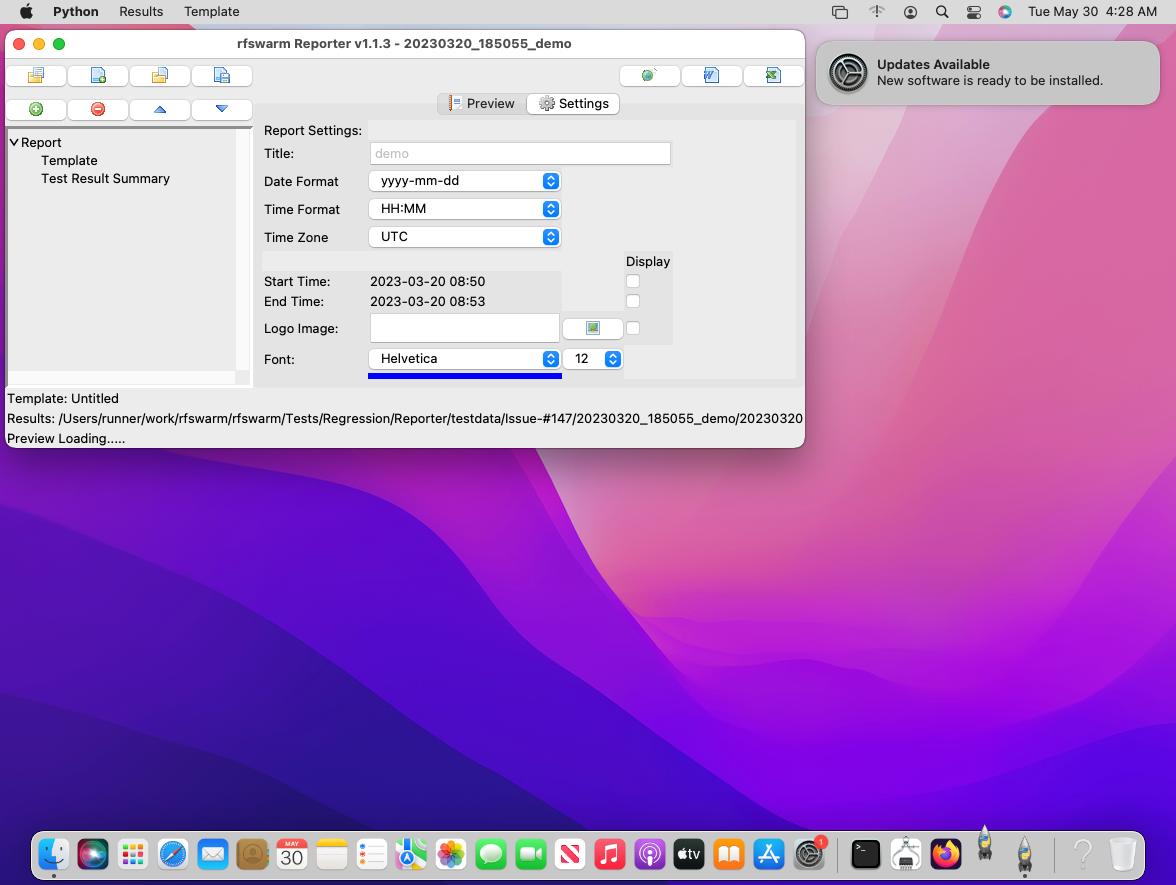 Python Results Template Tue May 30 4:28 AM
rfswarm Reporter v1.1.3 - 20230320_185055_demo
Updates Available
New software is ready to be installed.
Preview Settings
Report
Template
Test Result Summary
Report Settings:
Title: demo
Date Format yyyy-mm-dd
Time Format HH:MM
Time Zone UTC
Display
Start Time: 2023-03-20 08:50
End Time: 2023-03-20 08:53
Logo Image:
Font: Helvetica 12
Template: Untitled
Results: /Users/runner/work/rfswarm/rfswarm/Tests/Regression/Reporter/testdata/Issue-#147/20230320_185055_demo/20230320
Preview Loading.....
MAY
30
tv
1